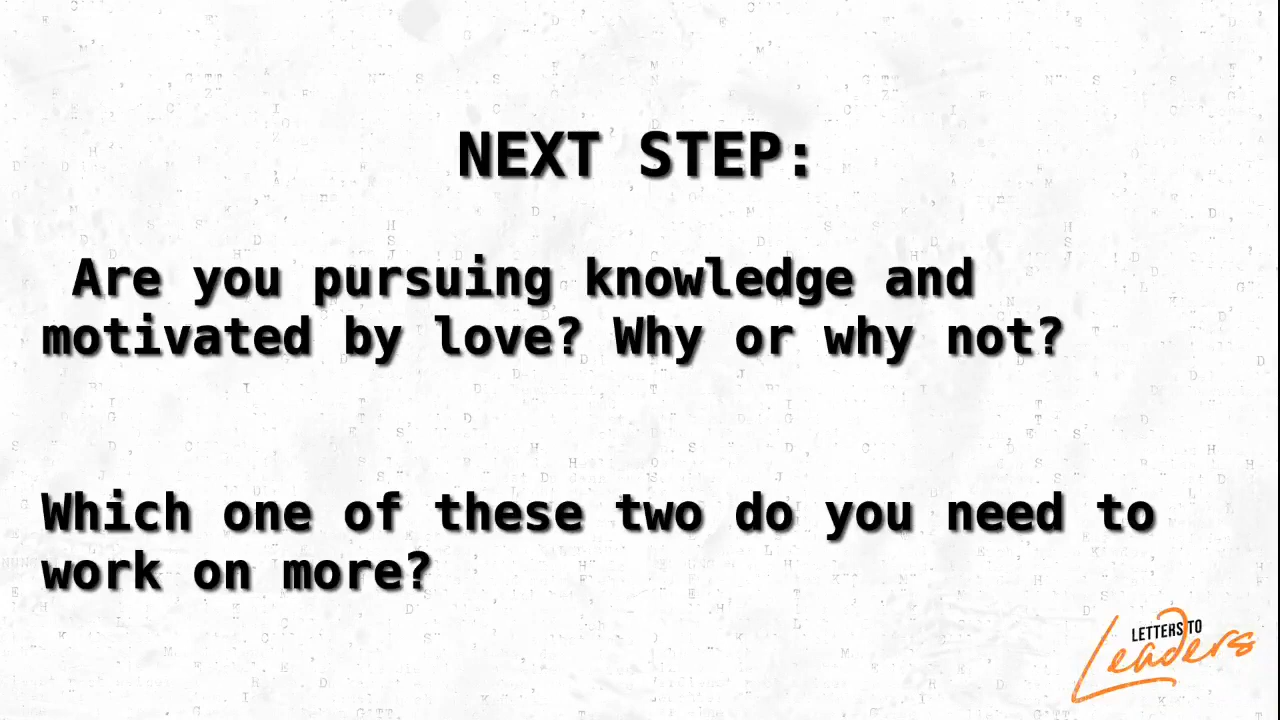 NEXT STEP:
Are you pursuing knowledge and
motivated by love? Why or why not?
Which one of these two do you need to
work on more?
LETTERS TO
Leaders